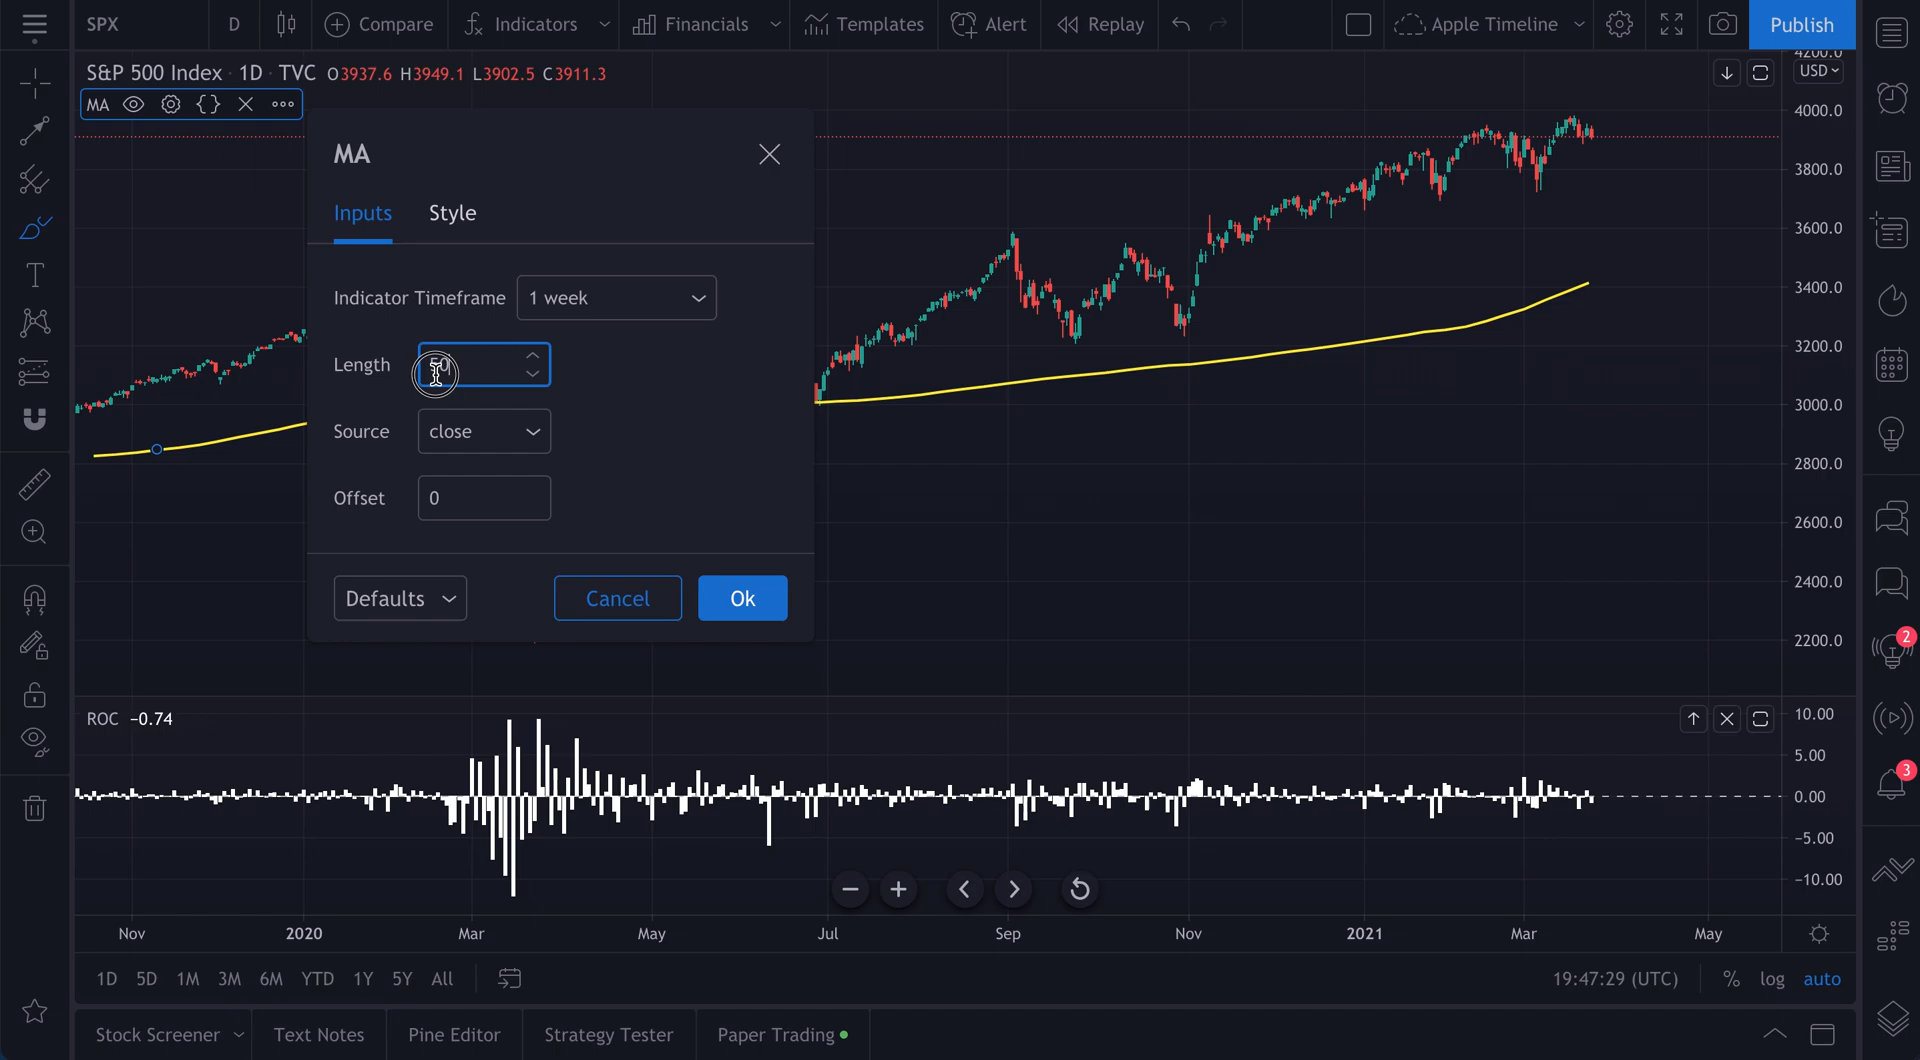 SPX D Compare Indicators Financials Templates Alert Replay Apple Timeline Publish
S&P 500 Index · 1D · TVC O3937.6 H3949.1 L3902.5 C3911.3
USD
MA
MA
Inputs Style
Indicator Timeframe 1 week
Length 50
Source close
Offset 0
Defaults Cancel Ok
4200.0
4000.0
3800.0
3600.0
3400.0
3200.0
3000.0
2800.0
2600.0
2400.0
2200.0
2
3
ROC −0.74
10.00
5.00
0.00
−5.00
−10.00
Nov 2020 Mar May Jul Sep Nov 2021 Mar May
1D 5D 1M 3M 6M YTD 1Y 5Y All 19:47:29 (UTC) % log auto
Stock Screener Text Notes Pine Editor Strategy Tester Paper Trading